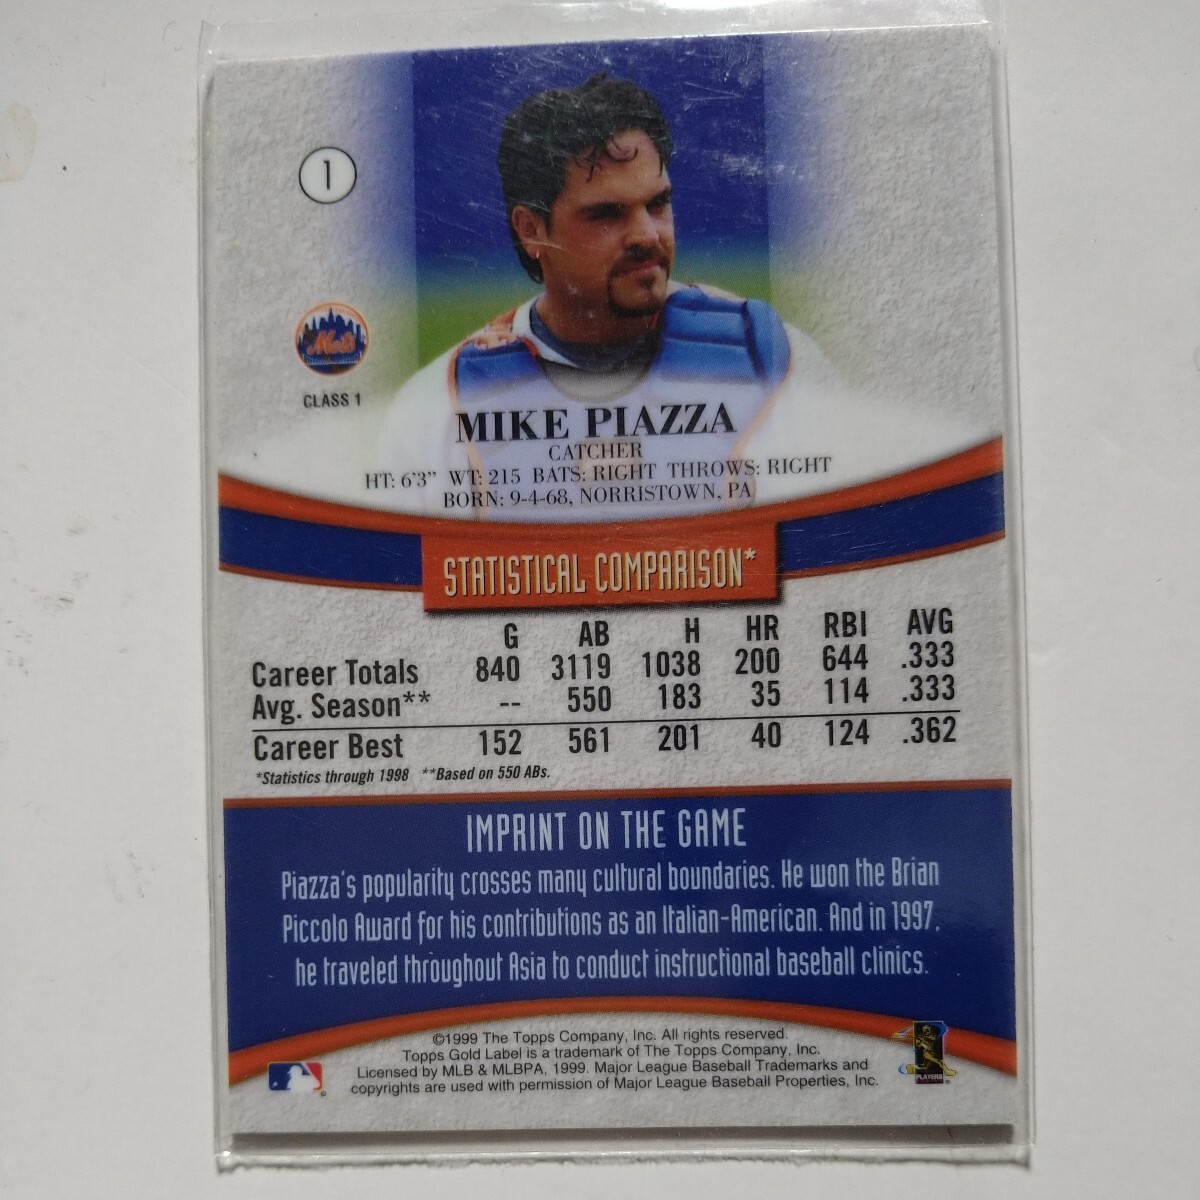 1
Mets
CLASS 1
MIKE PIAZZA
CATCHER
HT: 6'3" WT: 215 BATS: RIGHT THROWS: RIGHT
BORN: 9-4-68, NORRISTOWN, PA
STATISTICAL COMPARISON*
G AB H HR RBI AVG
Career Totals 840 3119 1038 200 644 .333
Avg. Season** -- 550 183 35 114 .333
Career Best 152 561 201 40 124 .362
*Statistics through 1998 **Based on 550 ABs.
IMPRINT ON THE GAME
Piazza's popularity crosses many cultural boundaries. He won the Brian
Piccolo Award for his contributions as an Italian-American. And in 1997,
he traveled throughout Asia to conduct instructional baseball clinics.
©1999 The Topps Company, Inc. All rights reserved.
Topps Gold Label is a trademark of The Topps Company, Inc.
Licensed by MLB & MLBPA, 1999. Major League Baseball Trademarks and
copyrights are used with permission of Major League Baseball Properties, Inc.
PLAYERS